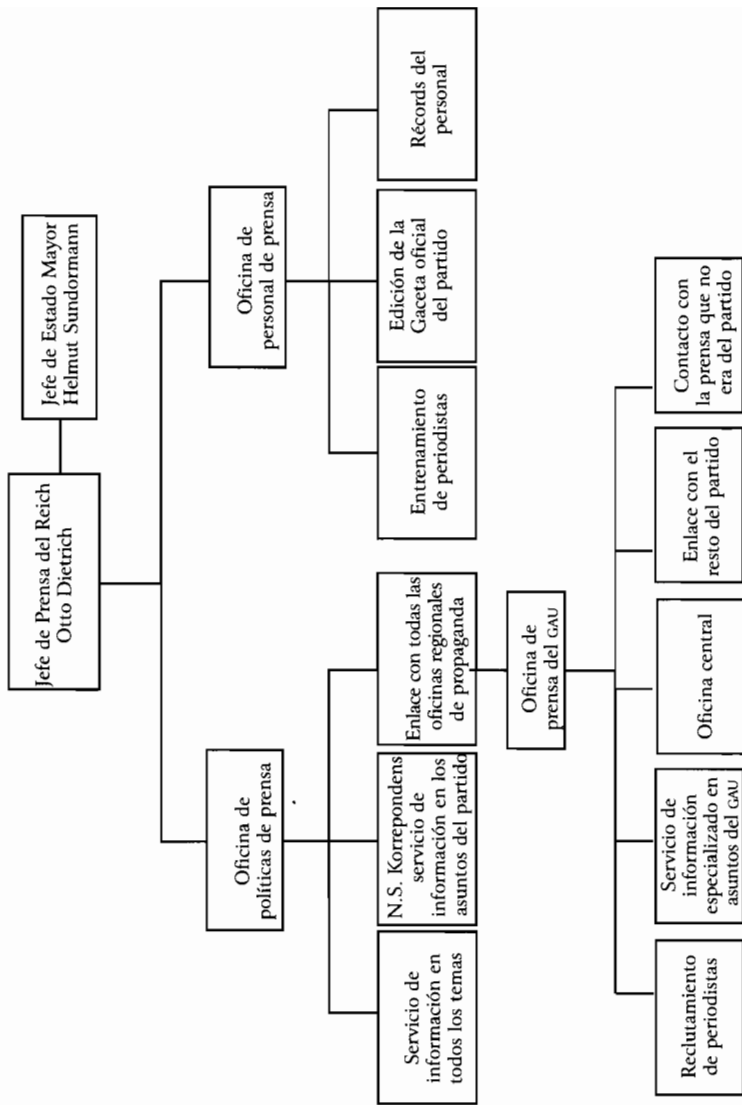 Jefe de Prensa del Reich
Otto Dietrich
Jefe de Estado Mayor
Helmut Sundormann
Oficina de
políticas de prensa
Oficina de
personal de prensa
Servicio de
información en
todos los temas
N.S. Korrepondens
servicio de
información en los
asuntos del partido
Enlace con todas las
oficinas regionales
de propaganda
Entrenamiento
de periodistas
Edición de la
Gaceta oficial
del partido
Récords del
personal
Oficina de
prensa del GAU
Reclutamiento
de periodistas
Servicio de
información
especializado en
asuntos del GAU
Oficina central
Enlace con el
resto del partido
Contacto con
la prensa que no
era del partido